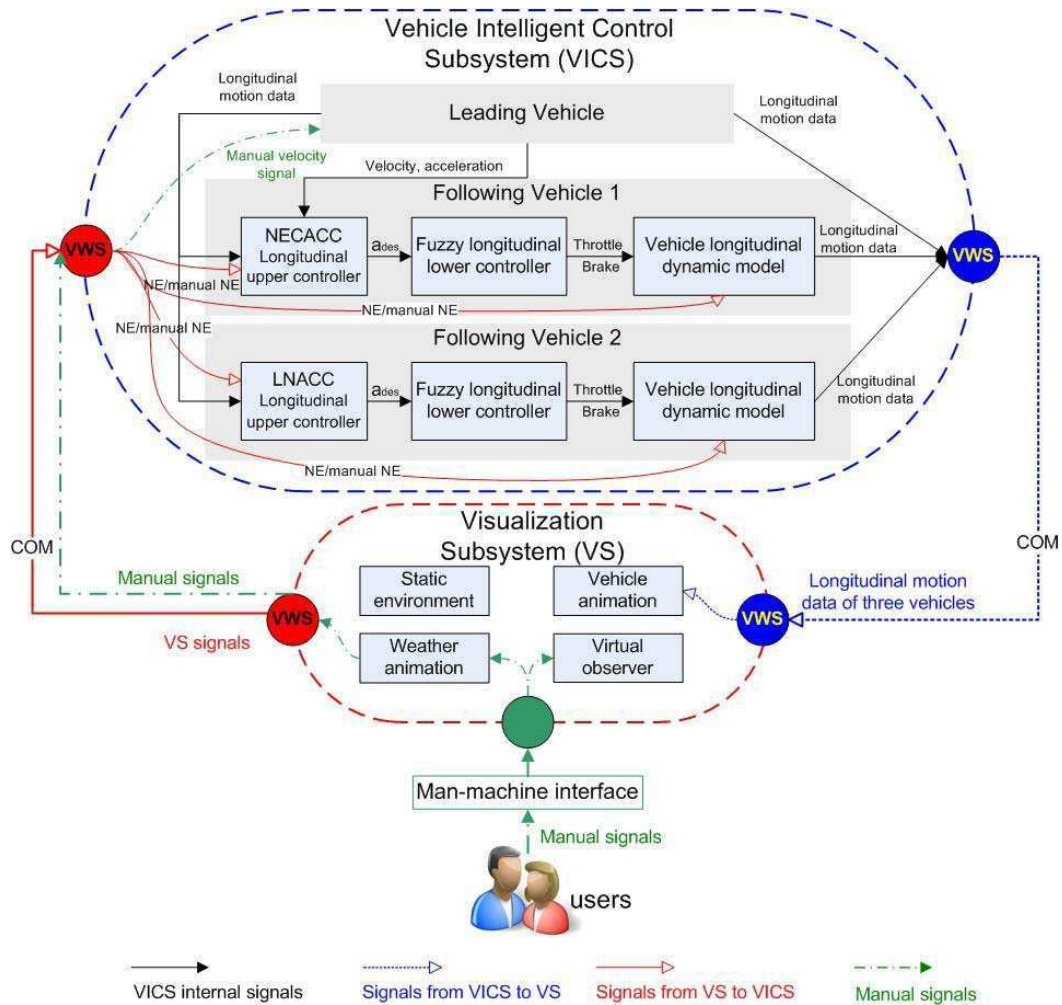 Vehicle Intelligent Control
Subsystem (VICS)
Longitudinal
motion data
Leading Vehicle
Longitudinal
motion data
Manual velocity
signal
Velocity, acceleration
Following Vehicle 1
VWS
NECACC
Longitudinal
upper controller
ades
Fuzzy longitudinal
lower controller
Throttle
Brake
Vehicle longitudinal
dynamic model
Longitudinal
motion data
VWS
NE/manual NE
NE/manual NE
NE/manual NE
Following Vehicle 2
LNACC
Longitudinal
upper controller
ades
Fuzzy longitudinal
lower controller
Throttle
Brake
Vehicle longitudinal
dynamic model
Longitudinal
motion data
NE/manual NE
Visualization
Subsystem (VS)
COM
COM
Manual signals
Static
environment
Vehicle
animation
Longitudinal motion
data of three vehicles
VWS
VWS
VS signals
Weather
animation
Virtual
observer
Man-machine interface
Manual signals
users
VICS internal signals
Signals from VICS to VS
Signals from VS to VICS
Manual signals